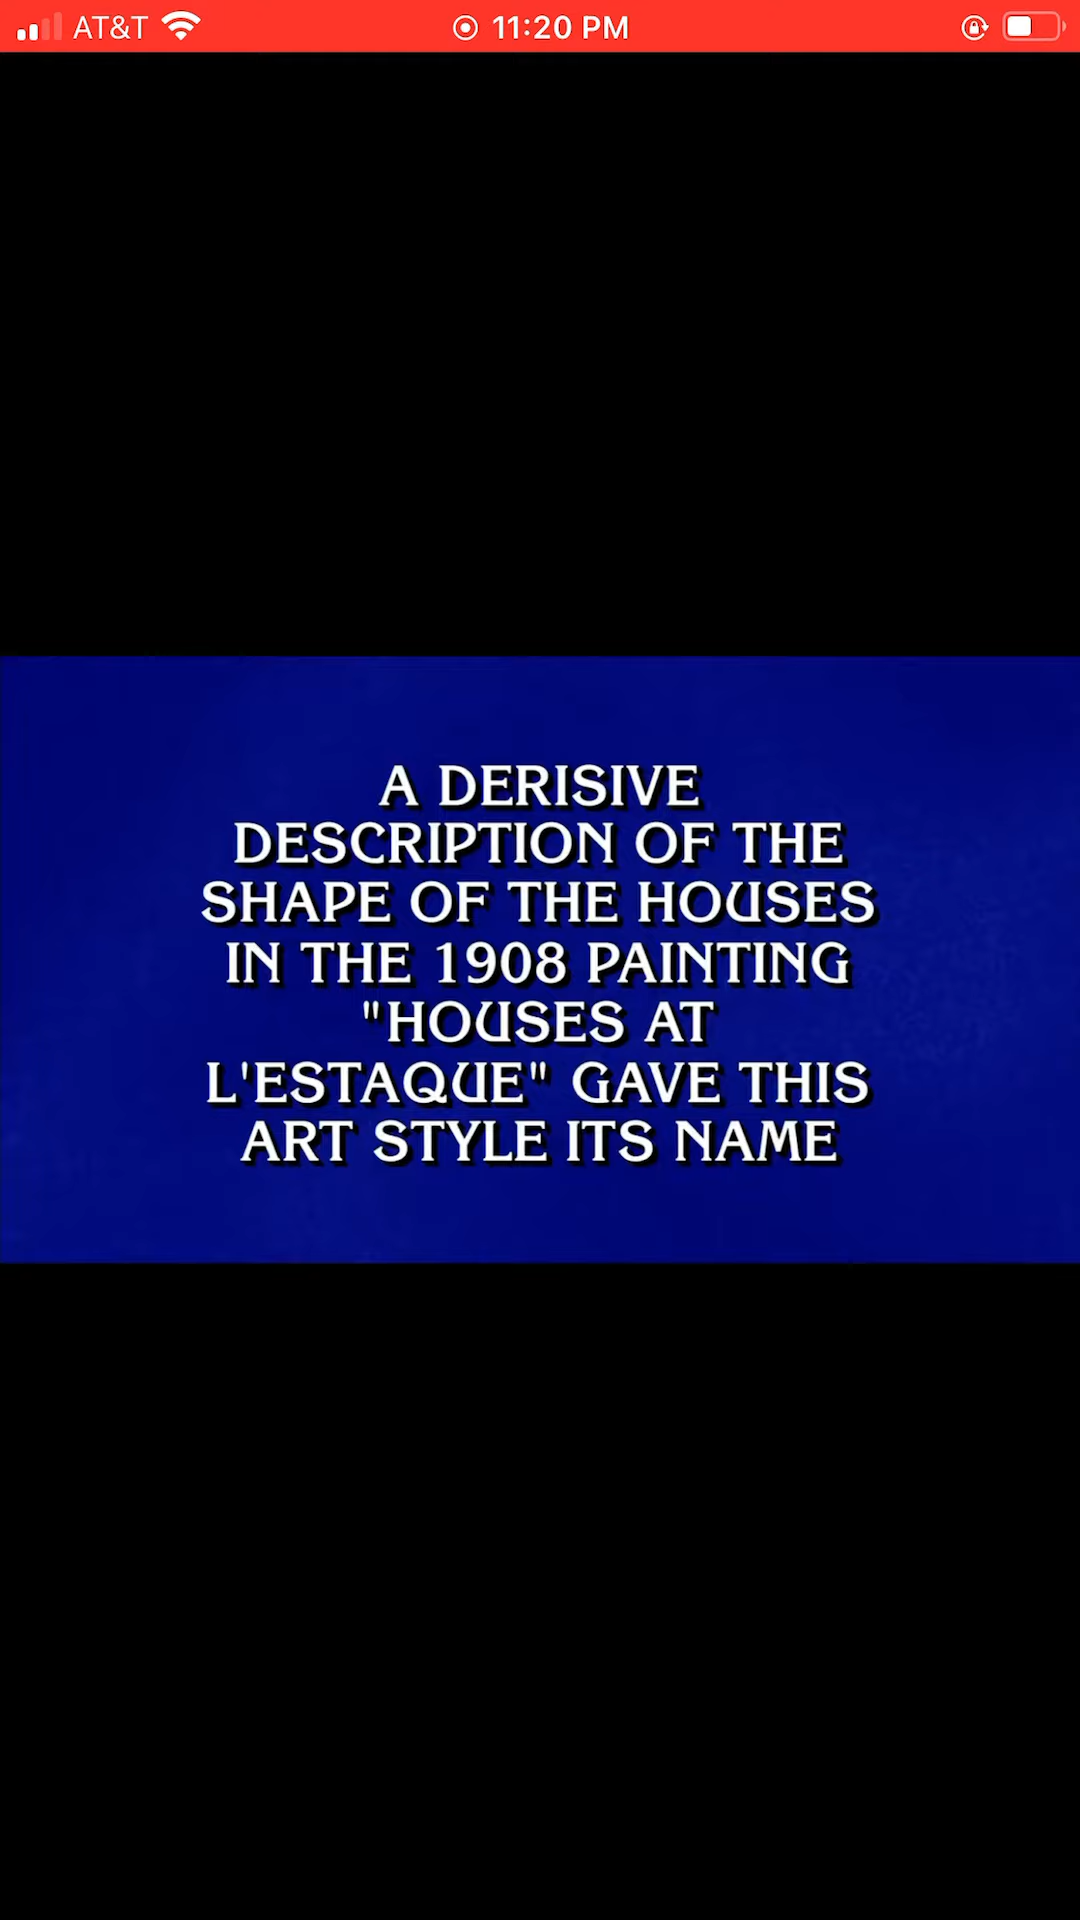 AT&T 11:20 PM
A DERISIVE
DESCRIPTION OF THE
SHAPE OF THE HOUSES
IN THE 1908 PAINTING
"HOUSES AT
L'ESTAQUE" GAVE THIS
ART STYLE ITS NAME